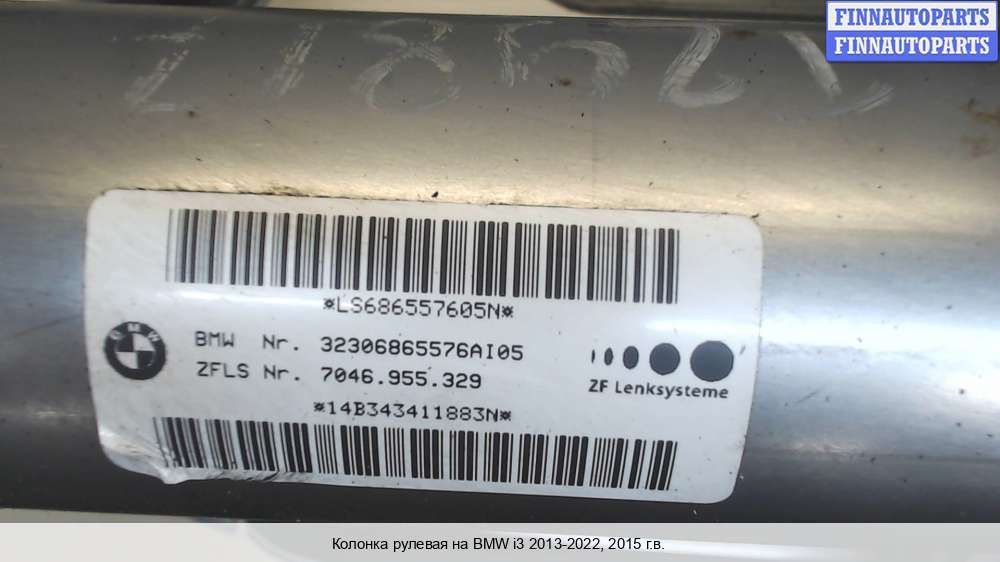 FINNAUTOPARTS
FINNAUTOPARTS
*LS686557605N*
BMW
BMW Nr. 32306865576AI05
ZFLS Nr. 7046.955.329
ZF Lenksysteme
*14B343411883N*
Колонка рулевая на BMW i3 2013-2022, 2015 г.в.